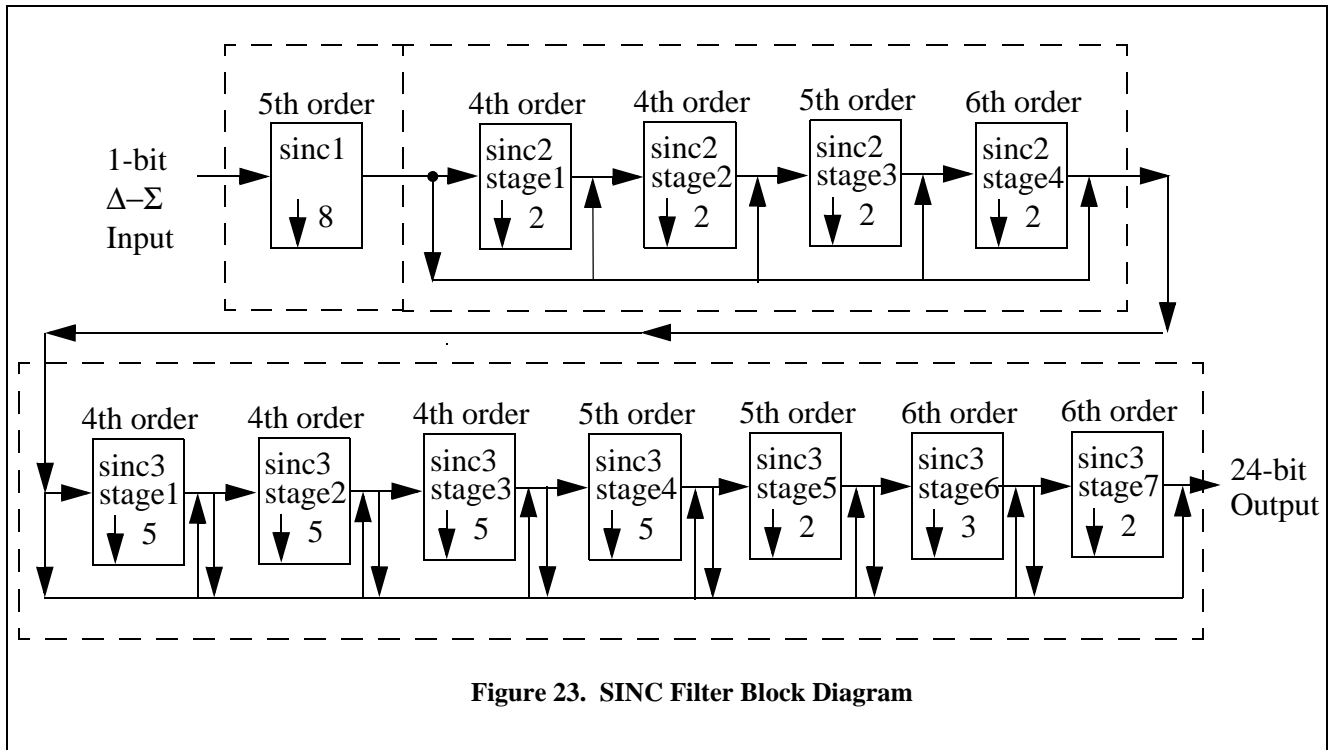 5th order
4th order
4th order
5th order
6th order
1-bit
Δ–Σ
Input
sinc1
8
sinc2
stage1
2
sinc2
stage2
2
sinc2
stage3
2
sinc2
stage4
2
4th order
4th order
4th order
5th order
5th order
6th order
6th order
sinc3
stage1
5
sinc3
stage2
5
sinc3
stage3
5
sinc3
stage4
5
sinc3
stage5
2
sinc3
stage6
3
sinc3
stage7
2
24-bit
Output
Figure 23. SINC Filter Block Diagram